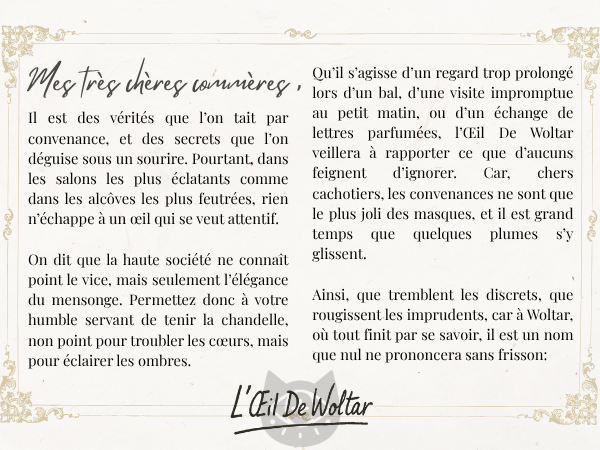 Mes très chères commères,
Il est des vérités que l'on tait par
convenance, et des secrets que l'on
déguise sous un sourire. Pourtant, dans
les salons les plus éclatants comme
dans les alcôves les plus feutrées, rien
n'échappe à un œil qui se veut attentif.
On dit que la haute société ne connaît
point le vice, mais seulement l'élégance
du mensonge. Permettez donc à votre
humble servant de tenir la chandelle,
non point pour troubler les cœurs, mais
pour éclairer les ombres.
Qu'il s'agisse d'un regard trop prolongé
lors d'un bal, d'une visite impromptue
au petit matin, ou d'un échange de
lettres parfumées, l'Œil De Woltar
veillera à rapporter ce que d'aucuns
feignent d'ignorer. Car, chers
cachotiers, les convenances ne sont que
le plus joli des masques, et il est grand
temps que quelques plumes s'y
glissent.
Ainsi, que tremblent les discrets, que
rougissent les imprudents, car à Woltar,
où tout finit par se savoir, il est un nom
que nul ne prononcera sans frisson:
L'Œil De Woltar